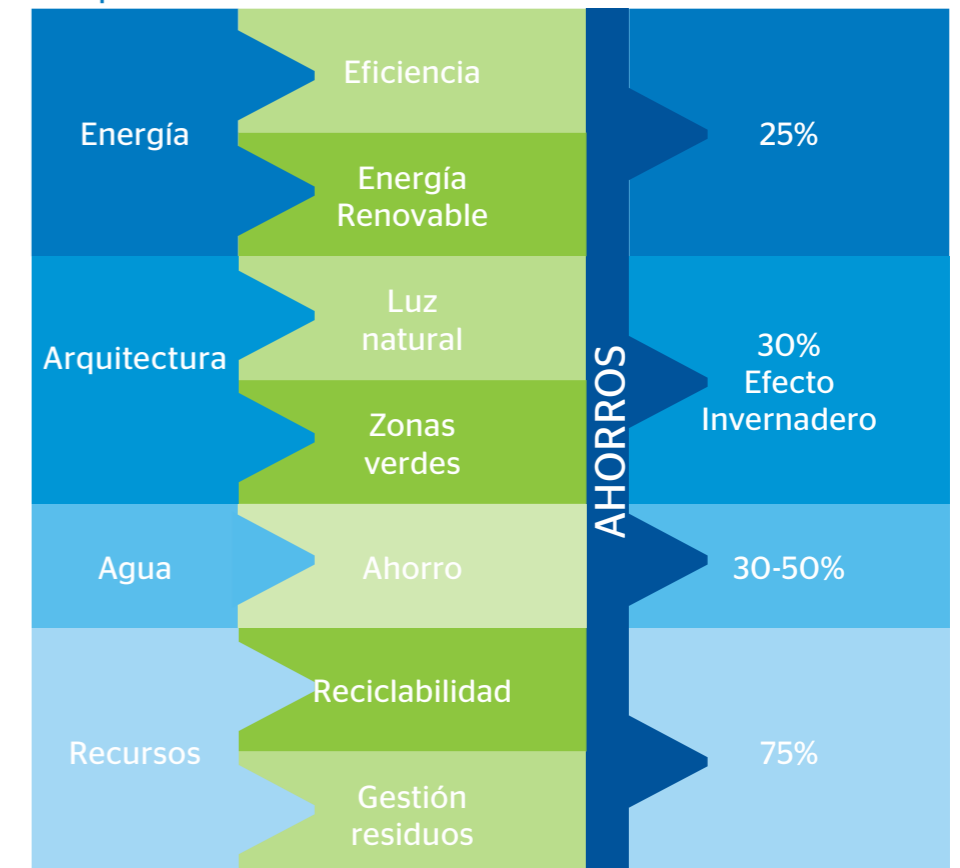 Energía
Eficiencia
Energía
Renovable
25%
Arquitectura
Luz
natural
Zonas
verdes
30%
Efecto
Invernadero
Agua
Ahorro
30-50%
Recursos
Reciclabilidad
Gestión
residuos
75%
AHORROS